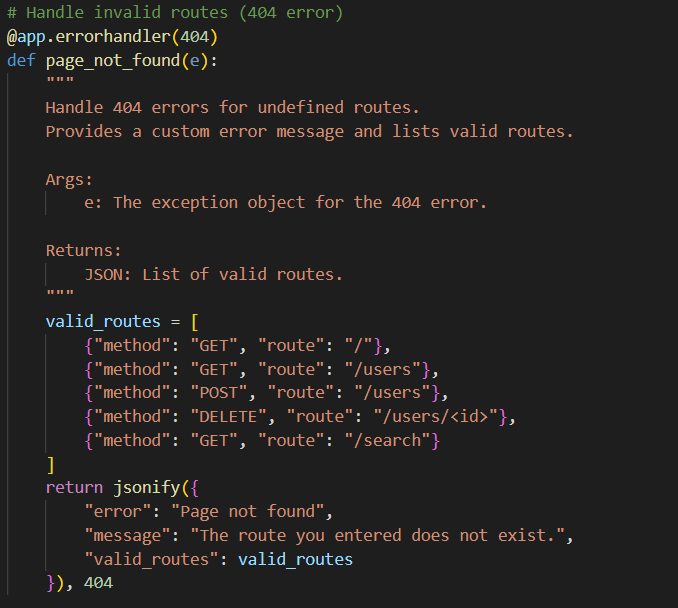 # Handle invalid routes (404 error)
@app.errorhandler(404)
def page_not_found(e):
    """
    Handle 404 errors for undefined routes.
    Provides a custom error message and lists valid routes.

    Args:
        e: The exception object for the 404 error.

    Returns:
        JSON: List of valid routes.
    """
    valid_routes = [
        {"method": "GET", "route": "/"},
        {"method": "GET", "route": "/users"},
        {"method": "POST", "route": "/users"},
        {"method": "DELETE", "route": "/users/<id>"},
        {"method": "GET", "route": "/search"}
    ]
    return jsonify({
        "error": "Page not found",
        "message": "The route you entered does not exist.",
        "valid_routes": valid_routes
    }), 404